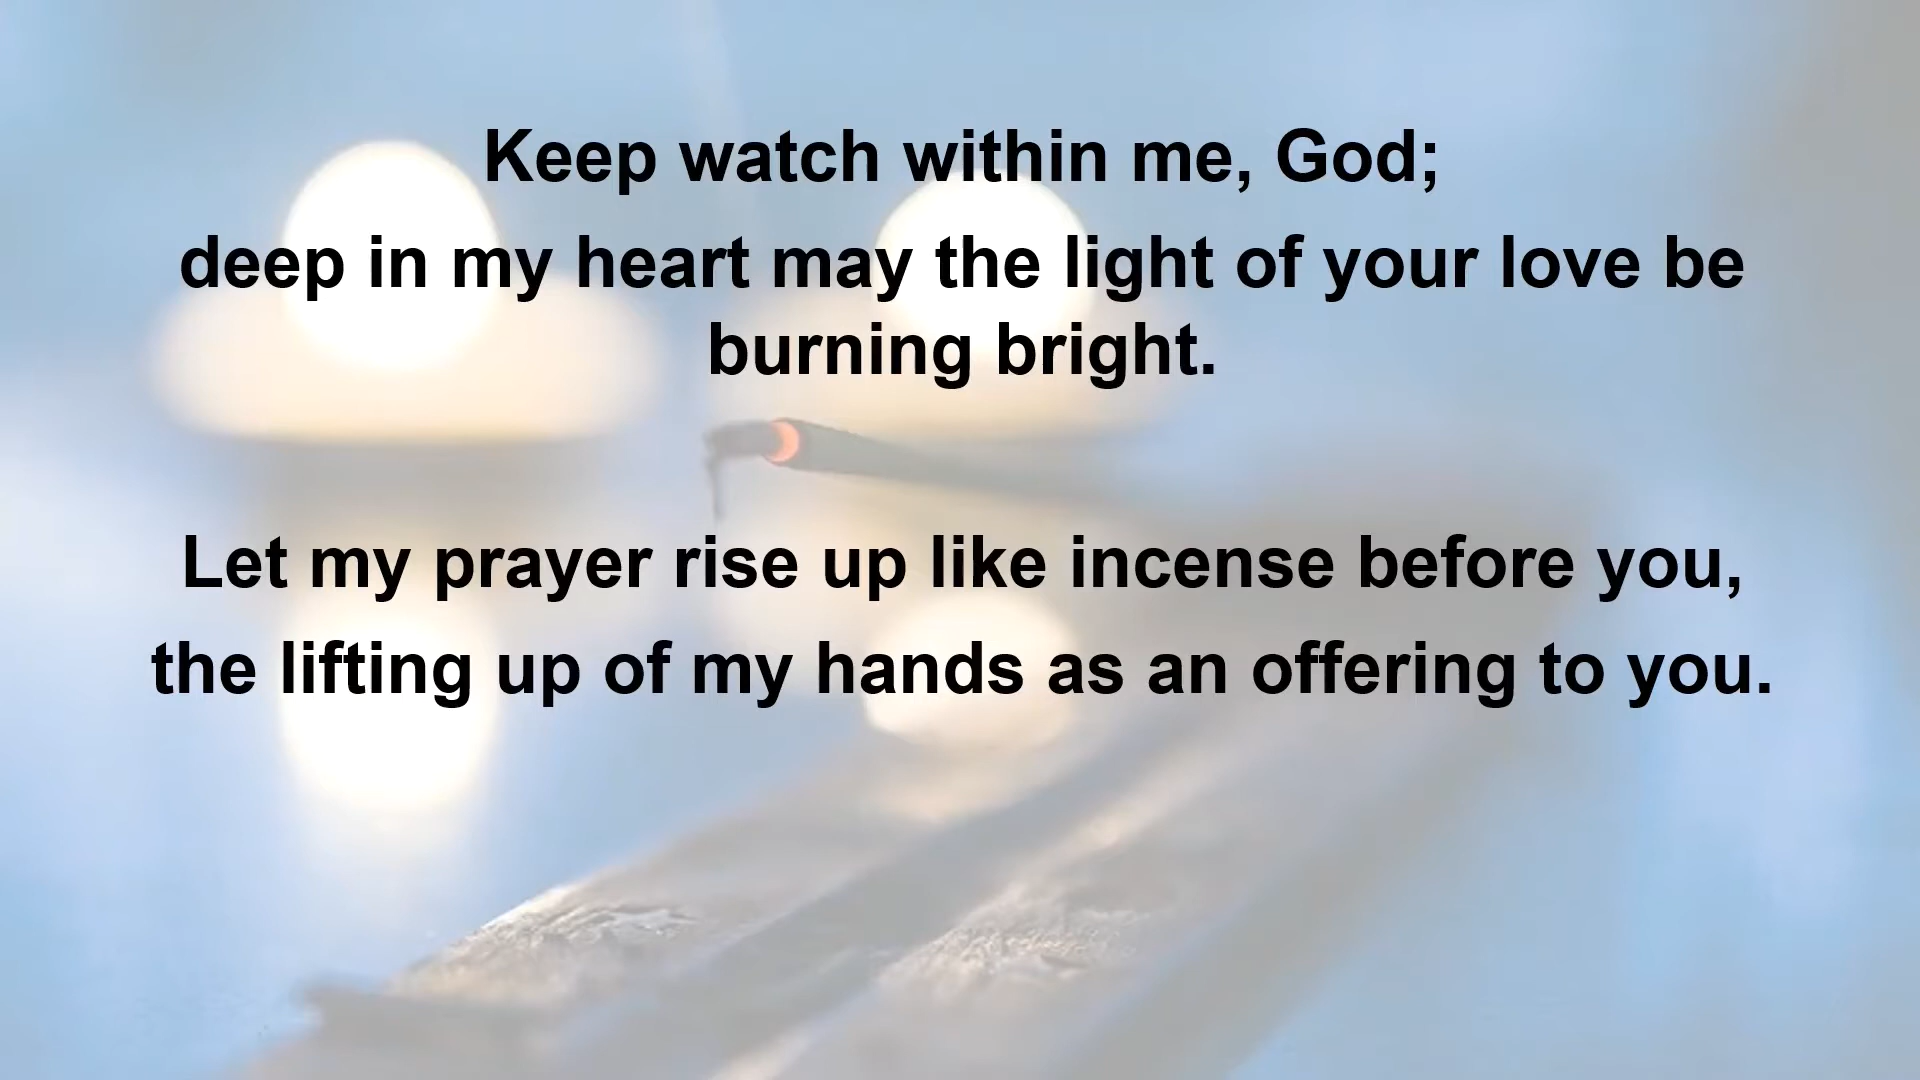 Keep watch within me, God;
deep in my heart may the light of your love be
burning bright.
Let my prayer rise up like incense before you,
the lifting up of my hands as an offering to you.